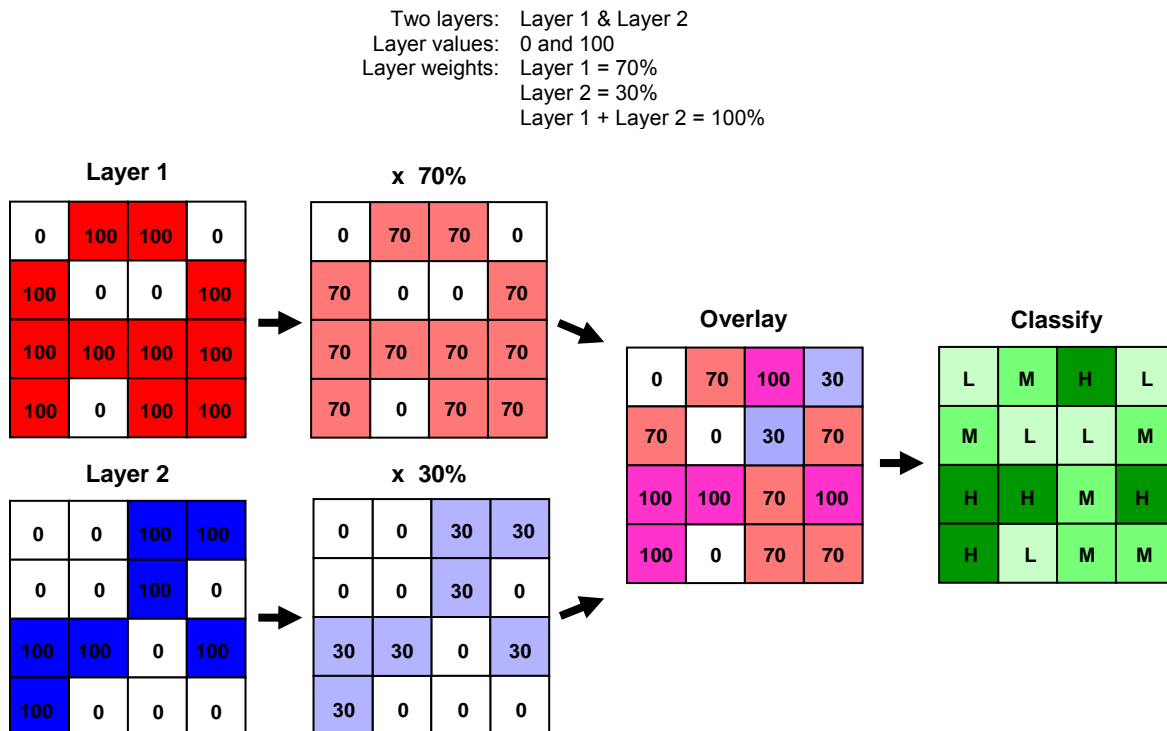 Two layers: Layer 1 & Layer 2
Layer values: 0 and 100
Layer weights: Layer 1 = 70%
Layer 2 = 30%
Layer 1 + Layer 2 = 100%
Layer 1
0 100 100 0
100 0 0 100
100 100 100 100
100 0 100 100
x 70%
0 70 70 0
70 0 0 70
70 70 70 70
70 0 70 70
Layer 2
0 0 100 100
0 0 100 0
100 100 0 100
100 0 0 0
x 30%
0 0 30 30
0 0 30 0
30 30 0 30
30 0 0 0
Overlay
0 70 100 30
70 0 30 70
100 100 70 100
100 0 70 70
Classify
L M H L
M L L M
H H M H
H L M M